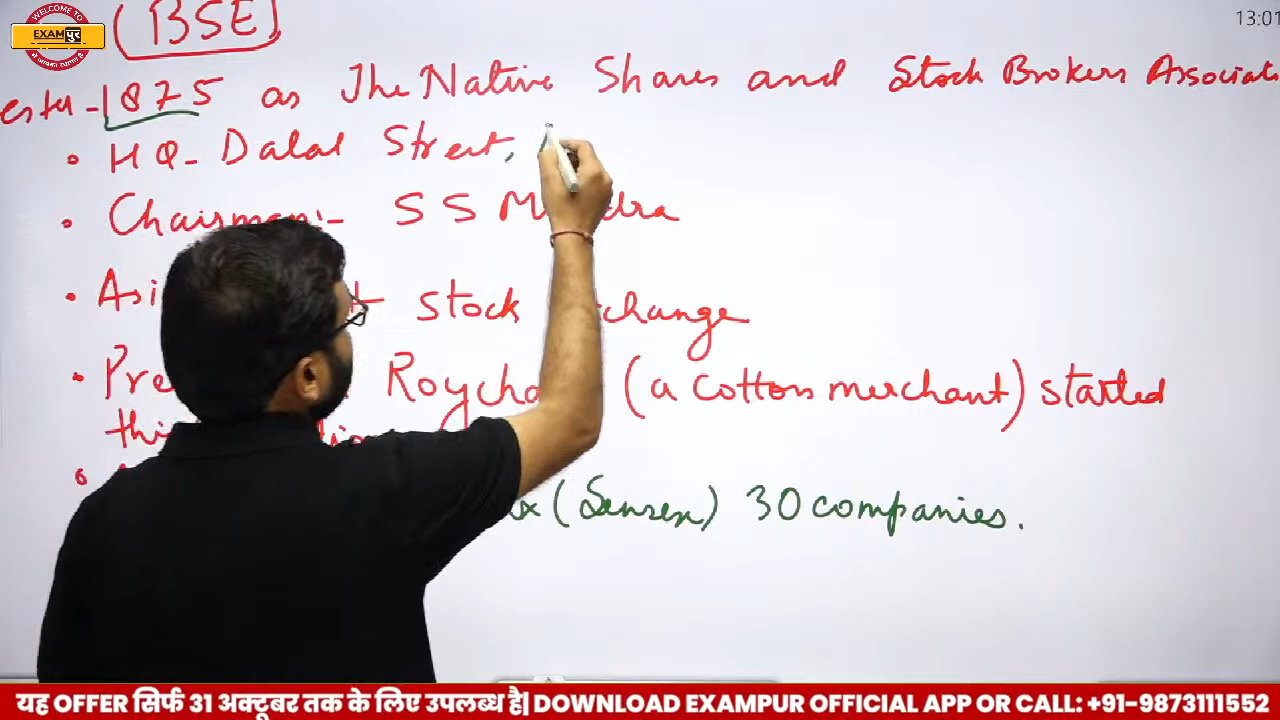 WELCOME TO
EXAMपुर
(BSE)
13:01
estd - 1875 as The Native Shares and Stock Brokers Associati
• HQ - Dalal Street,
• Chairman:- SS M dra
• Asi t stock change
• Pre Roycha (a cotton merchant) started
thi
(Sensex) 30 companies.
यह OFFER सिर्फ 31 अक्टूबर तक के लिए उपलब्ध है| DOWNLOAD EXAMPUR OFFICIAL APP OR CALL: +91-9873111552